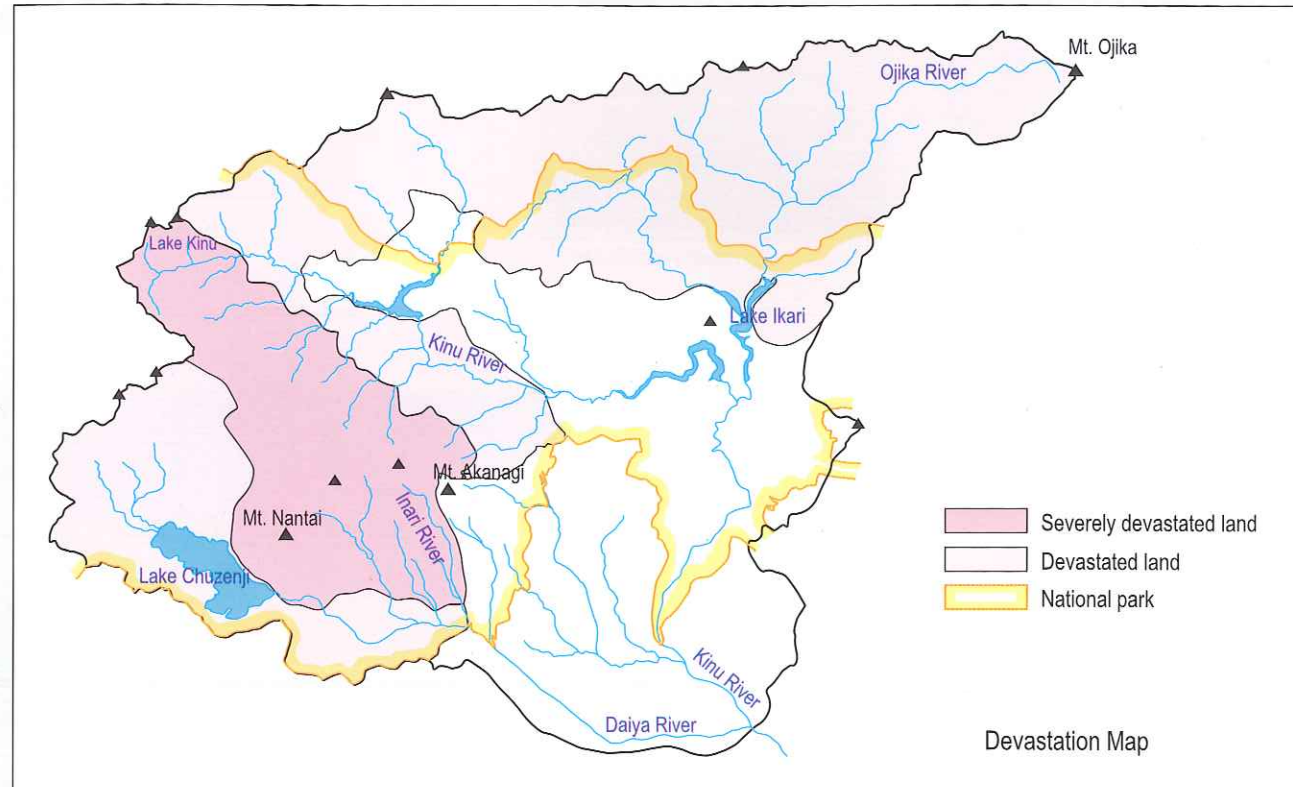 Mt. Ojika
Ojika River
Lake Kinu
Lake Ikari
Kinu River
Mt. Akanagi
Inari River
Mt. Nantai
Lake Chuzenji
Severely devastated land
Devastated land
National park
Kinu River
Daiya River
Devastation Map